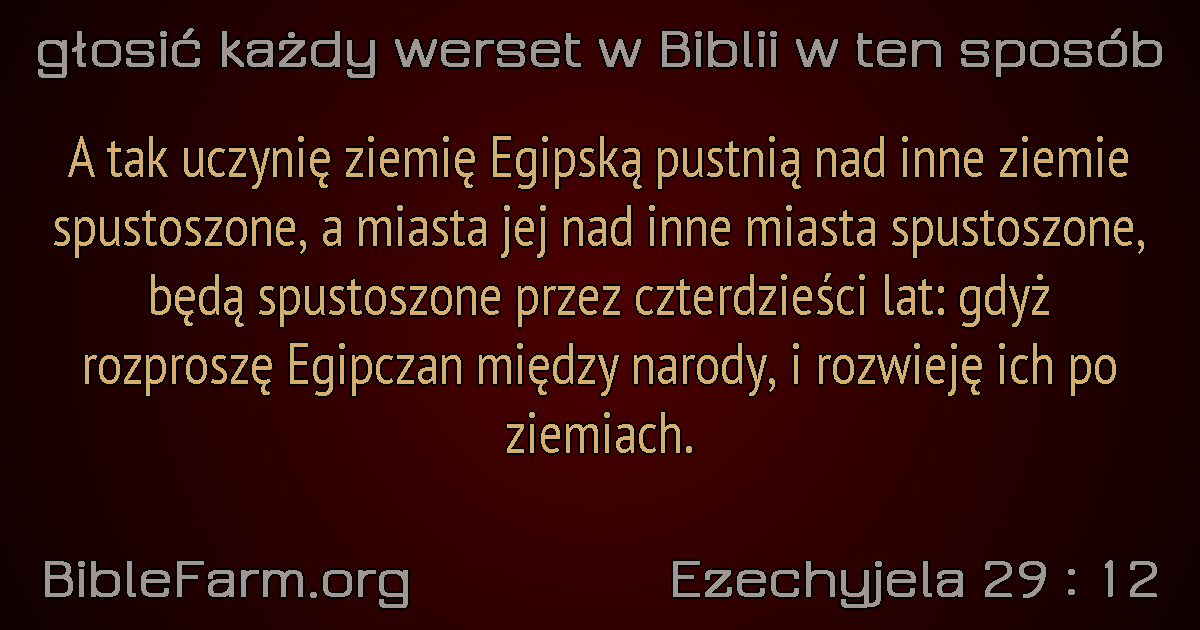 głosić każdy werset w Biblii w ten sposób
A tak uczynię ziemię Egipską pustnią nad inne ziemie
spustoszone, a miasta jej nad inne miasta spustoszone,
będą spustoszone przez czterdzieści lat: gdyż
rozproszę Egipczan między narody, i rozwieję ich po
ziemiach.
BibleFarm.org
Ezechyjela 29 : 12